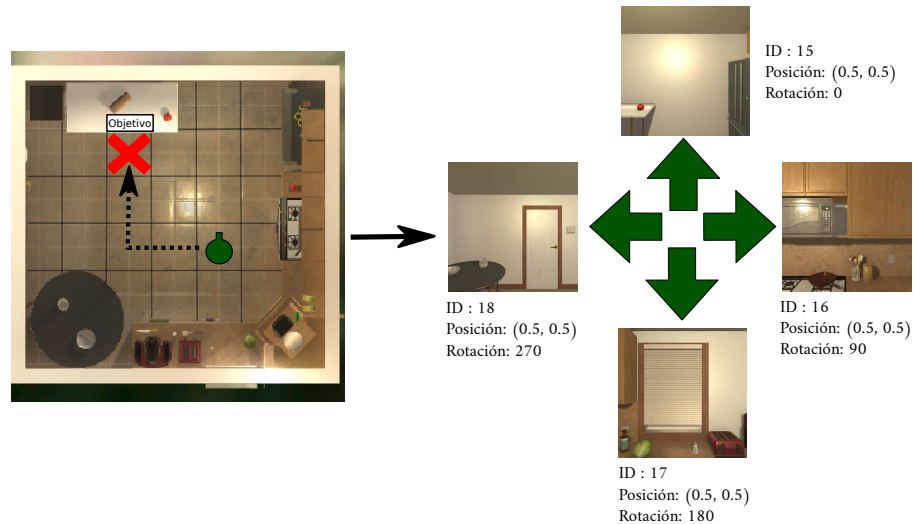 Objetivo
ID : 15
Posición: (0.5, 0.5)
Rotación: 0
ID : 18
Posición: (0.5, 0.5)
Rotación: 270
ID : 16
Posición: (0.5, 0.5)
Rotación: 90
ID : 17
Posición: (0.5, 0.5)
Rotación: 180